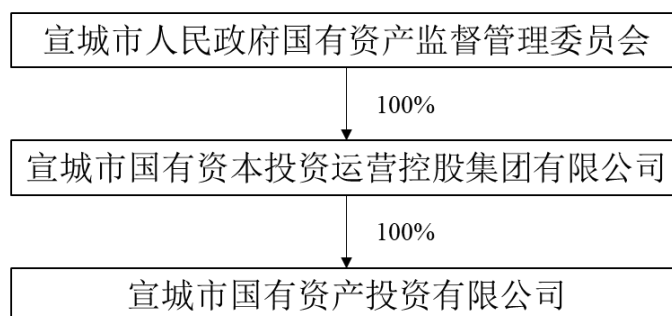 宣城市人民政府国有资产监督管理委员会
100%
宣城市国有资本投资运营控股集团有限公司
100%
宣城市国有资产投资有限公司